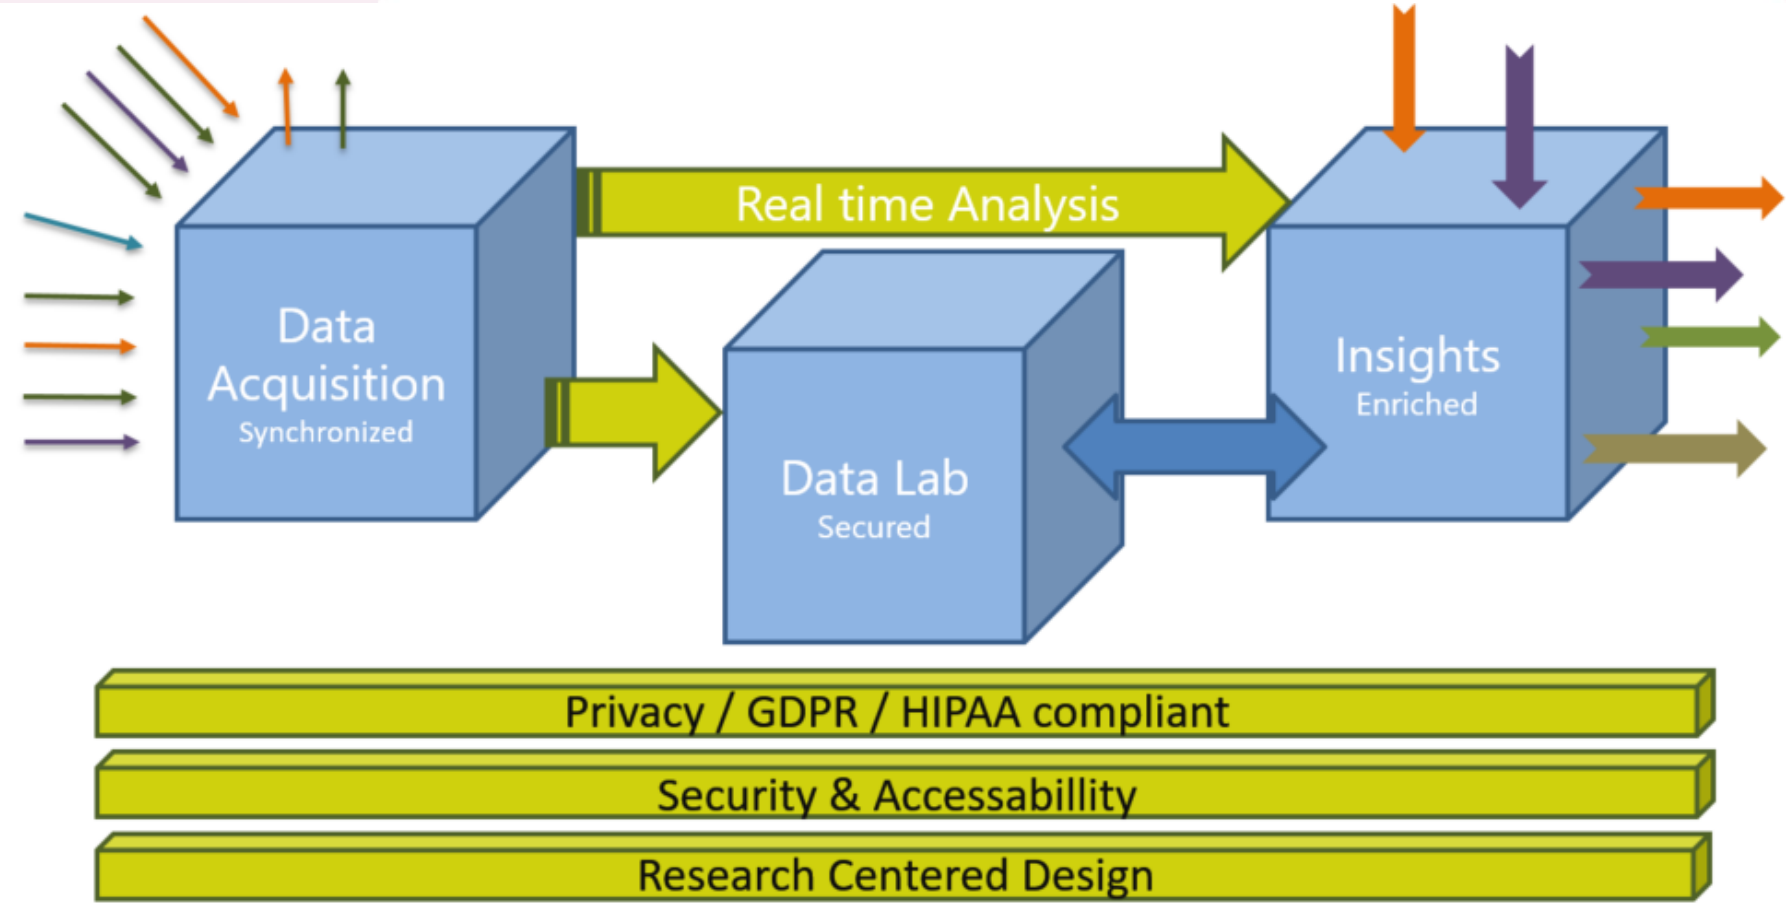 Real time Analysis
Data
Acquisition
Synchronized
Data Lab
Secured
Insights
Enriched
Privacy / GDPR / HIPAA compliant
Security & Accessabillity
Research Centered Design